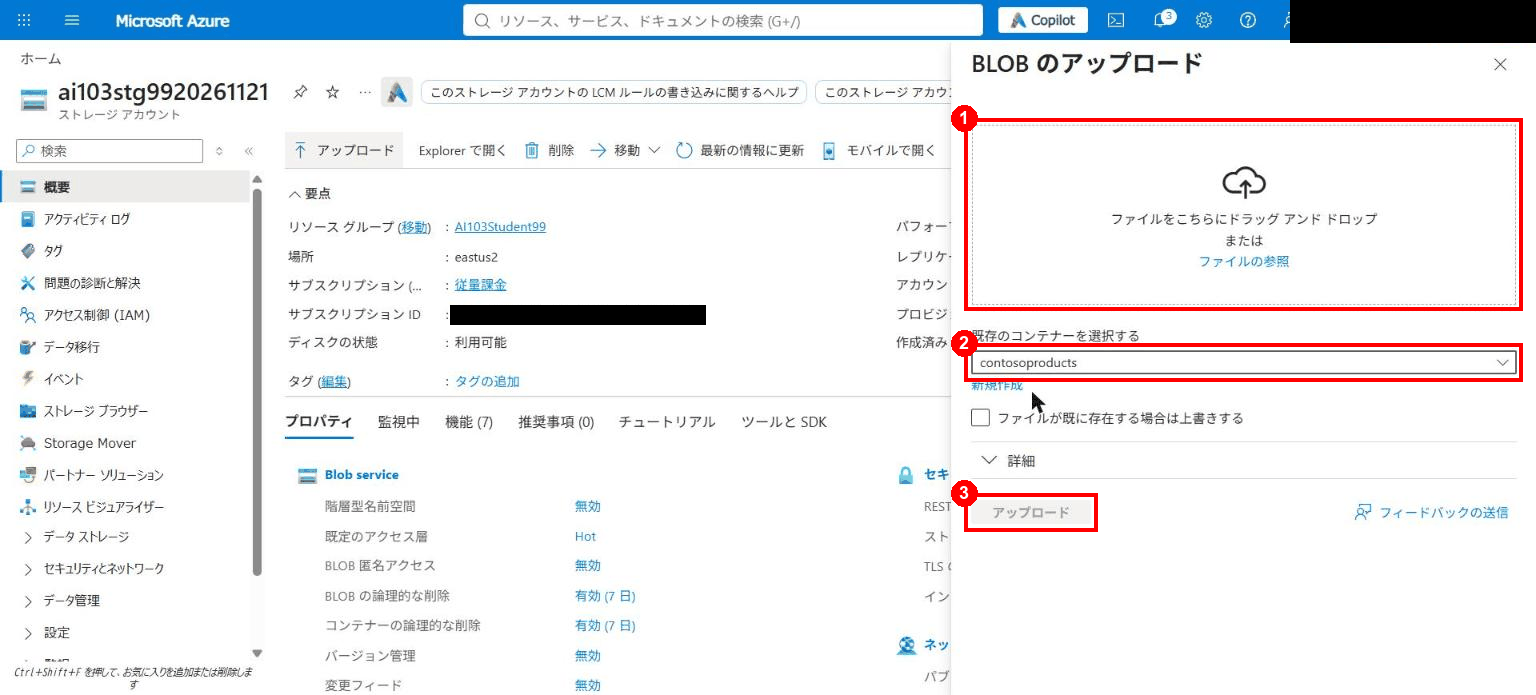 Microsoft Azure
リソース、サービス、ドキュメントの検索 (G+/)
Copilot
3
ホーム
ai103stg9920261121
ストレージ アカウント
このストレージ アカウントの LCM ルールの書き込みに関するヘルプ
このストレージ アカウ
検索
アップロード
Explorer で開く
削除
移動
最新の情報に更新
モバイルで開く
概要
アクティビティ ログ
タグ
問題の診断と解決
アクセス制御 (IAM)
データ移行
イベント
ストレージ ブラウザー
Storage Mover
パートナー ソリューション
リソース ビジュアライザー
データ ストレージ
セキュリティとネットワーク
データ管理
設定
Ctrl+Shift+F を押して、お気に入りを追加または削除しま
す
要点
リソース グループ (移動) : AI103Student99
場所 : eastus2
サブスクリプション (... : 従量課金
サブスクリプション ID :
ディスクの状態 : 利用可能
タグ (編集) : タグの追加
パフォー
レプリケー
アカウン
プロビジ
作成済み
プロパティ
監視中
機能 (7)
推奨事項 (0)
チュートリアル
ツールと SDK
Blob service
階層型名前空間 無効
既定のアクセス層 Hot
BLOB 匿名アクセス 無効
BLOB の論理的な削除 有効 (7 日)
コンテナーの論理的な削除 有効 (7 日)
バージョン管理 無効
変更フィード 無効
セキ
REST
スト
TLS
イン
ネッ
パブ
BLOB のアップロード
1
ファイルをこちらにドラッグ アンド ドロップ
または
ファイルの参照
既存のコンテナーを選択する
2
contosoproducts
新規作成
ファイルが既に存在する場合は上書きする
詳細
3
アップロード
フィードバックの送信